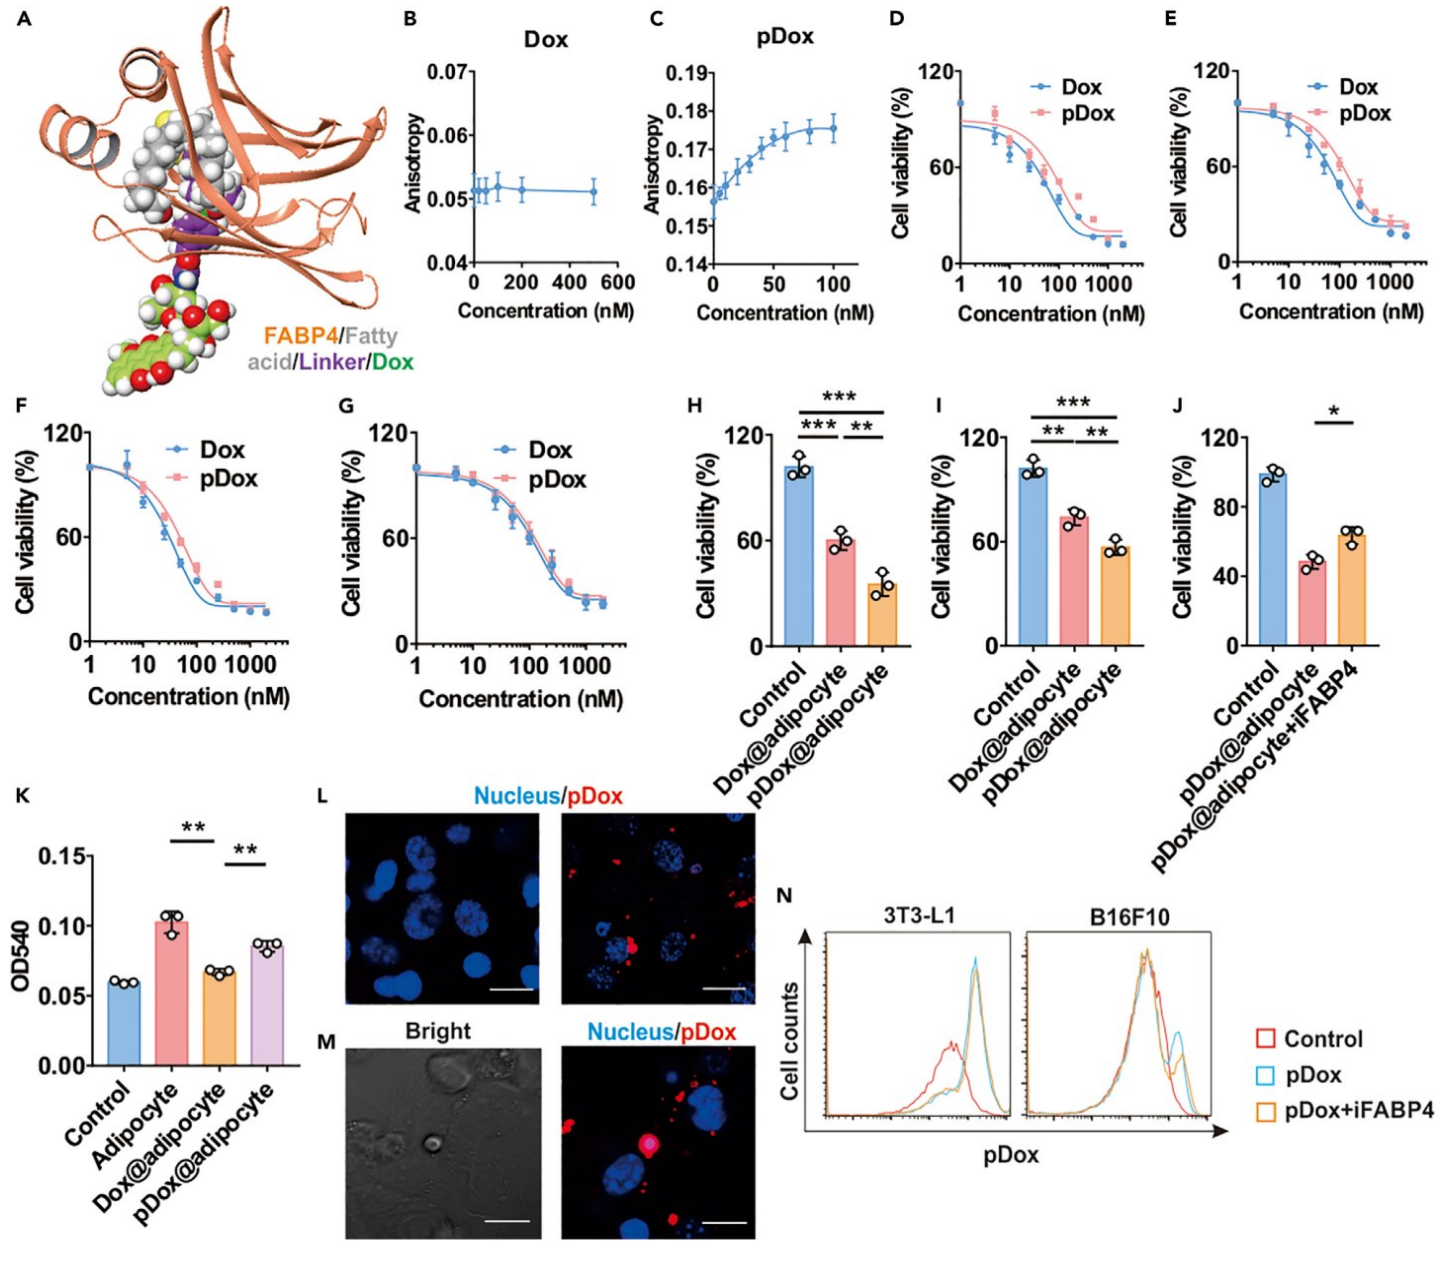 A
B
Dox
0.07
0.06
0.05
0.04
Anisotropy
0 200 400 600
Concentration (nM)
FABP4/Fatty
acid/Linker/Dox
C
pDox
0.19
0.18
0.17
0.16
0.15
0.14
Anisotropy
0 50 100
Concentration (nM)
D
120
60
0
Cell viability (%)
Dox
pDox
1 10 100 1000
Concentration (nM)
E
120
60
0
Cell viability (%)
Dox
pDox
1 10 100 1000
Concentration (nM)
F
120
60
0
Cell viability (%)
Dox
pDox
1 10 100 1000
Concentration (nM)
G
120
60
0
Cell viability (%)
Dox
pDox
1 10 100 1000
Concentration (nM)
H
***
*** **
120
60
0
Cell viability (%)
Control
Dox@adipocyte
pDox@adipocyte
I
***
** **
120
60
0
Cell viability (%)
Control
Dox@adipocyte
pDox@adipocyte
J
*
120
80
40
0
Cell viability (%)
Control
pDox@adipocyte
pDox@adipocyte+iFABP4
K
**
**
0.15
0.10
0.05
0.00
OD540
Control
Adipocyte
Dox@adipocyte
pDox@adipocyte
L
Nucleus/pDox
M
Bright
Nucleus/pDox
N
3T3-L1
B16F10
Cell counts
pDox
Control
pDox
pDox+iFABP4